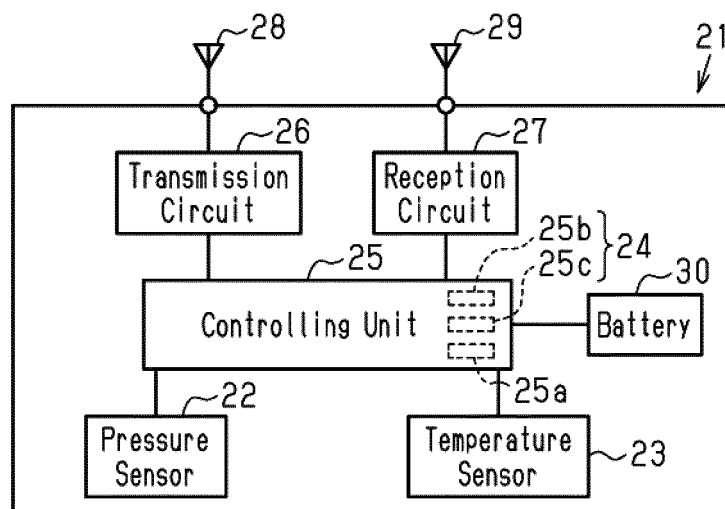 28
29
21
26
27
Transmission
Circuit
Reception
Circuit
25
25b
24
25c
30
Controlling Unit
Battery
25a
22
Pressure
Sensor
Temperature
Sensor
23